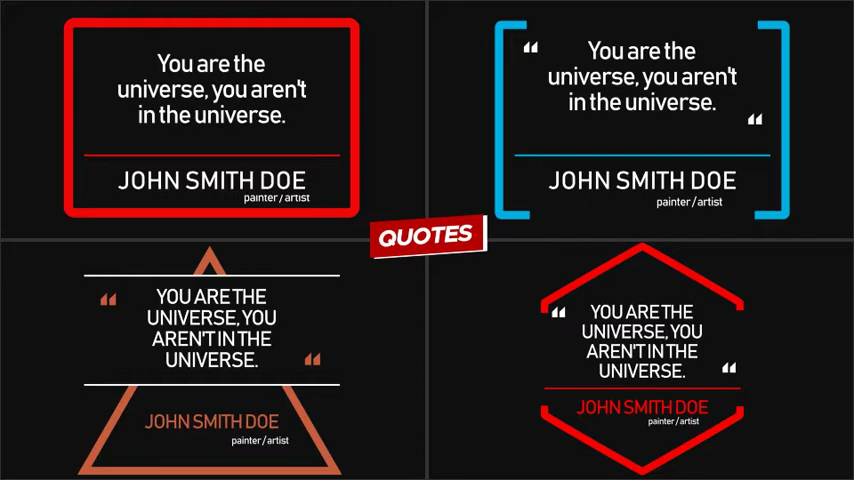 You are the
universe, you aren't
in the universe.
JOHN SMITH DOE
painter/artist
“
You are the
universe, you aren't
in the universe.
“
JOHN SMITH DOE
painter/artist
QUOTES
“
YOU ARE THE
UNIVERSE, YOU
AREN'T IN THE
UNIVERSE.
“
JOHN SMITH DOE
painter/artist
“
YOU ARE THE
UNIVERSE, YOU
AREN'T IN THE
UNIVERSE.
“
JOHN SMITH DOE
painter/artist